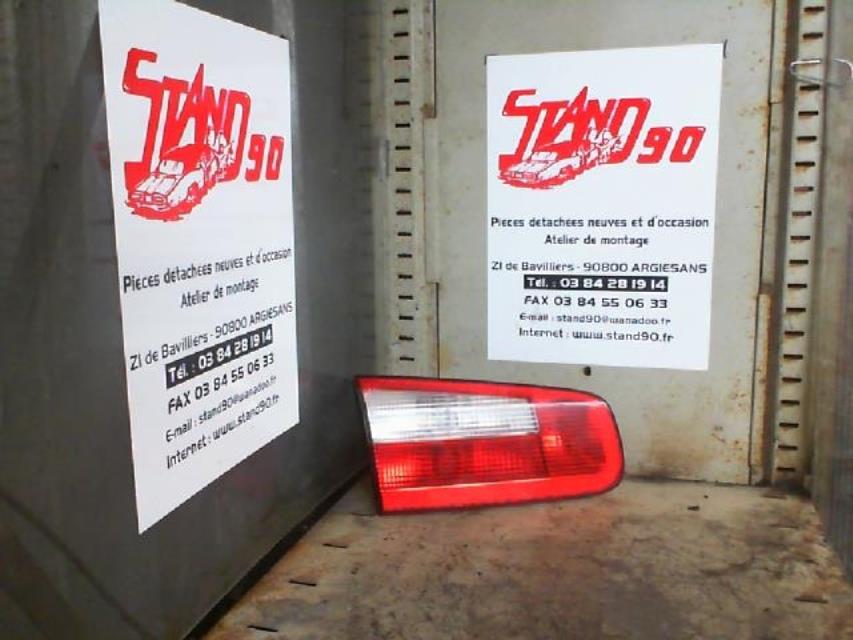 STAND 90
Pieces detachees neuves et d'occasion
Atelier de montage
ZI de Bavilliers - 90800 ARGIESANS
Tél. : 03 84 28 19 14
FAX 03 84 55 06 33
E-mail : stand90@wanadoo.fr
Internet : www.stand90.fr
STAND 90
Pieces detachees neuves et d'occasion
Atelier de montage
ZI de Bavilliers - 90800 ARGIESANS
Tél. : 03 84 28 19 14
FAX 03 84 55 06 33
E-mail : stand90@wanadoo.fr
Internet : www.stand90.fr